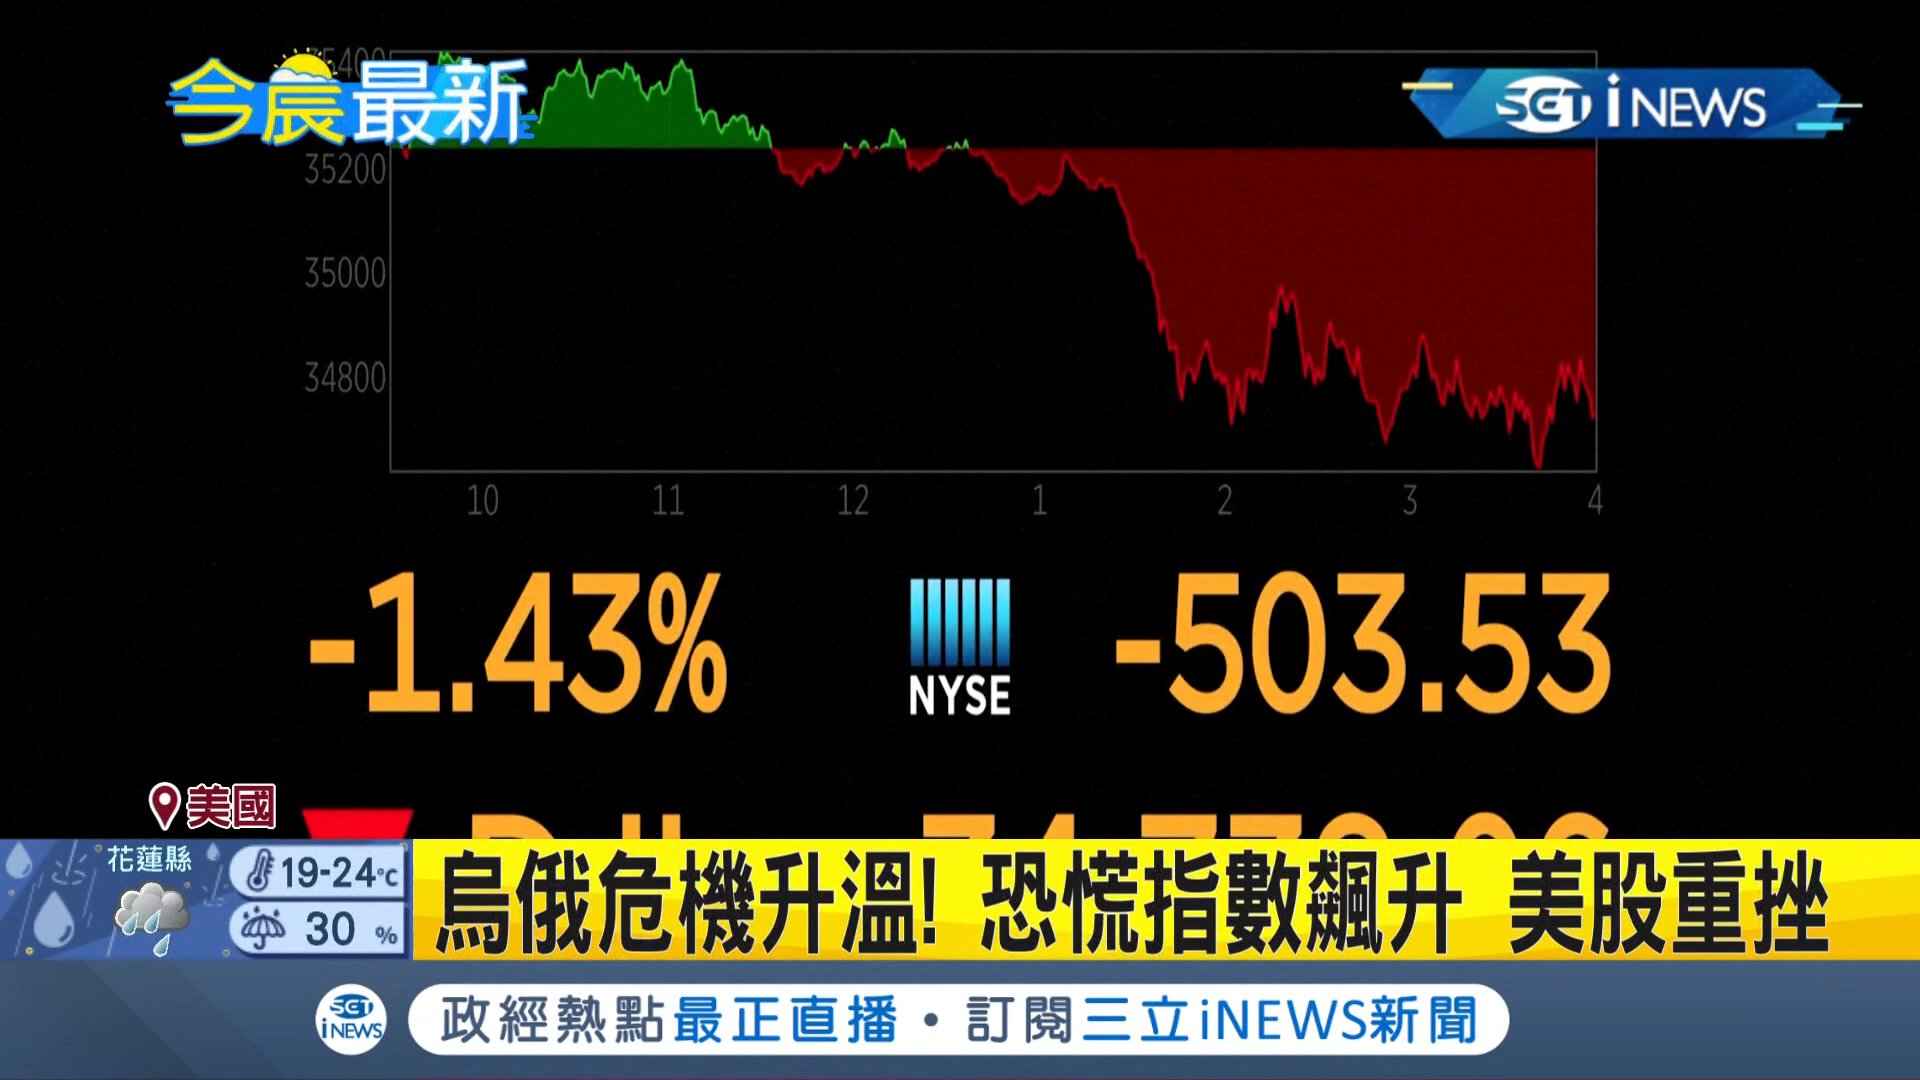 今晨最新
SET iNEWS
35400
35200
35000
34800
10 11 12 1 2 3 4
-1.43%
NYSE
-503.53
美國
花蓮縣
19-24°C
30 %
烏俄危機升溫! 恐慌指數飆升 美股重挫
SET iNEWS
政經熱點最正直播・訂閱三立iNEWS新聞